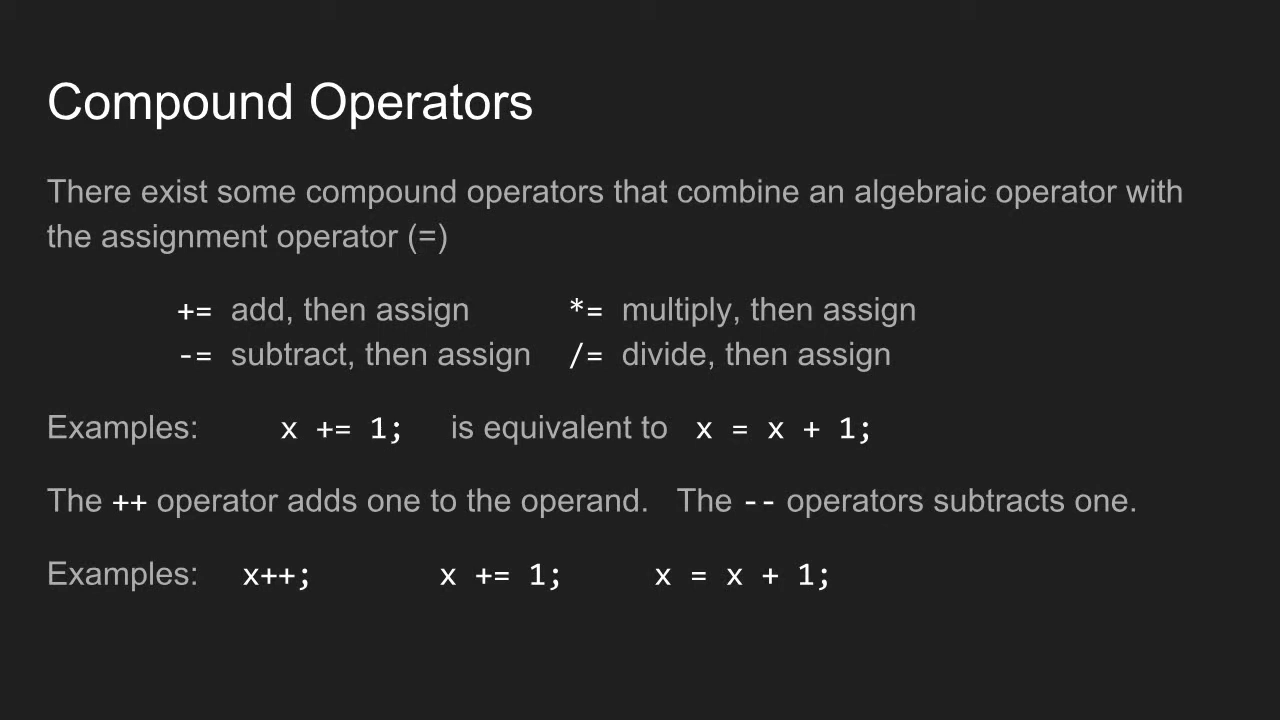 Compound Operators
There exist some compound operators that combine an algebraic operator with
the assignment operator (=)
+= add, then assign *= multiply, then assign
-= subtract, then assign /= divide, then assign
Examples: x += 1; is equivalent to x = x + 1;
The ++ operator adds one to the operand. The -- operators subtracts one.
Examples: x++; x += 1; x = x + 1;